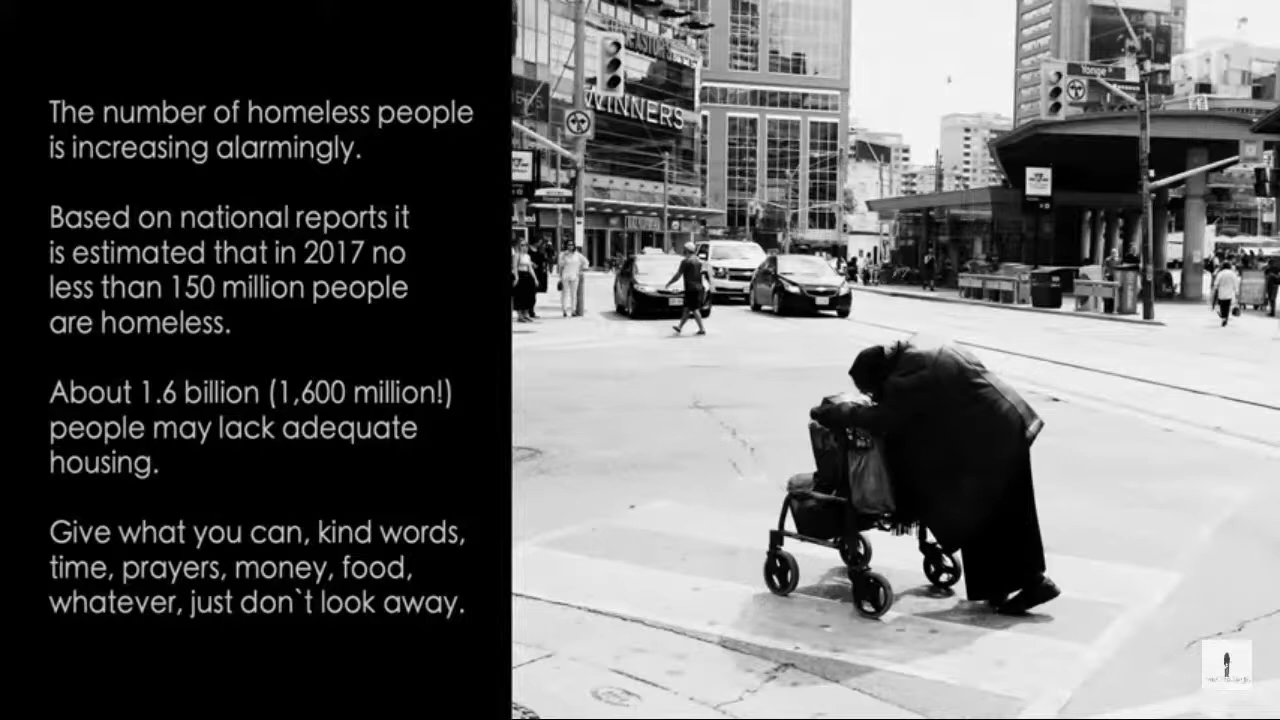 The number of homeless people
is increasing alarmingly.
Based on national reports it
is estimated that in 2017 no
less than 150 million people
are homeless.
About 1.6 billion (1,600 million!)
people may lack adequate
housing.
Give what you can, kind words,
time, prayers, money, food,
whatever, just don`t look away.
WINNERS
Yonge St